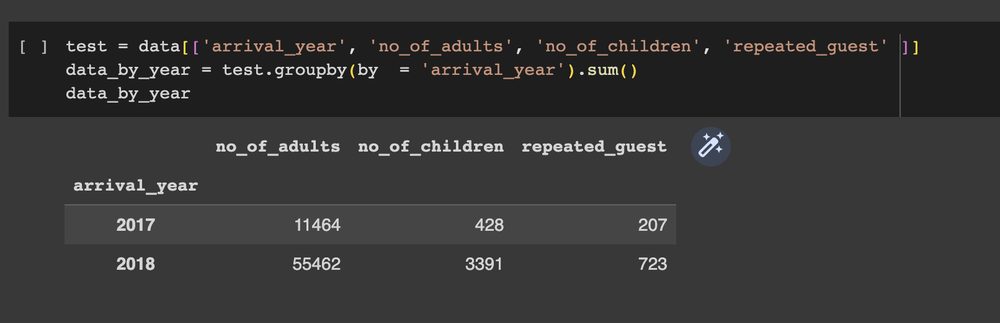 [ ] test = data[['arrival_year', 'no_of_adults', 'no_of_children', 'repeated_guest' ]]
data_by_year = test.groupby(by  = 'arrival_year').sum()
data_by_year
no_of_adults no_of_children repeated_guest
arrival_year
2017 11464 428 207
2018 55462 3391 723